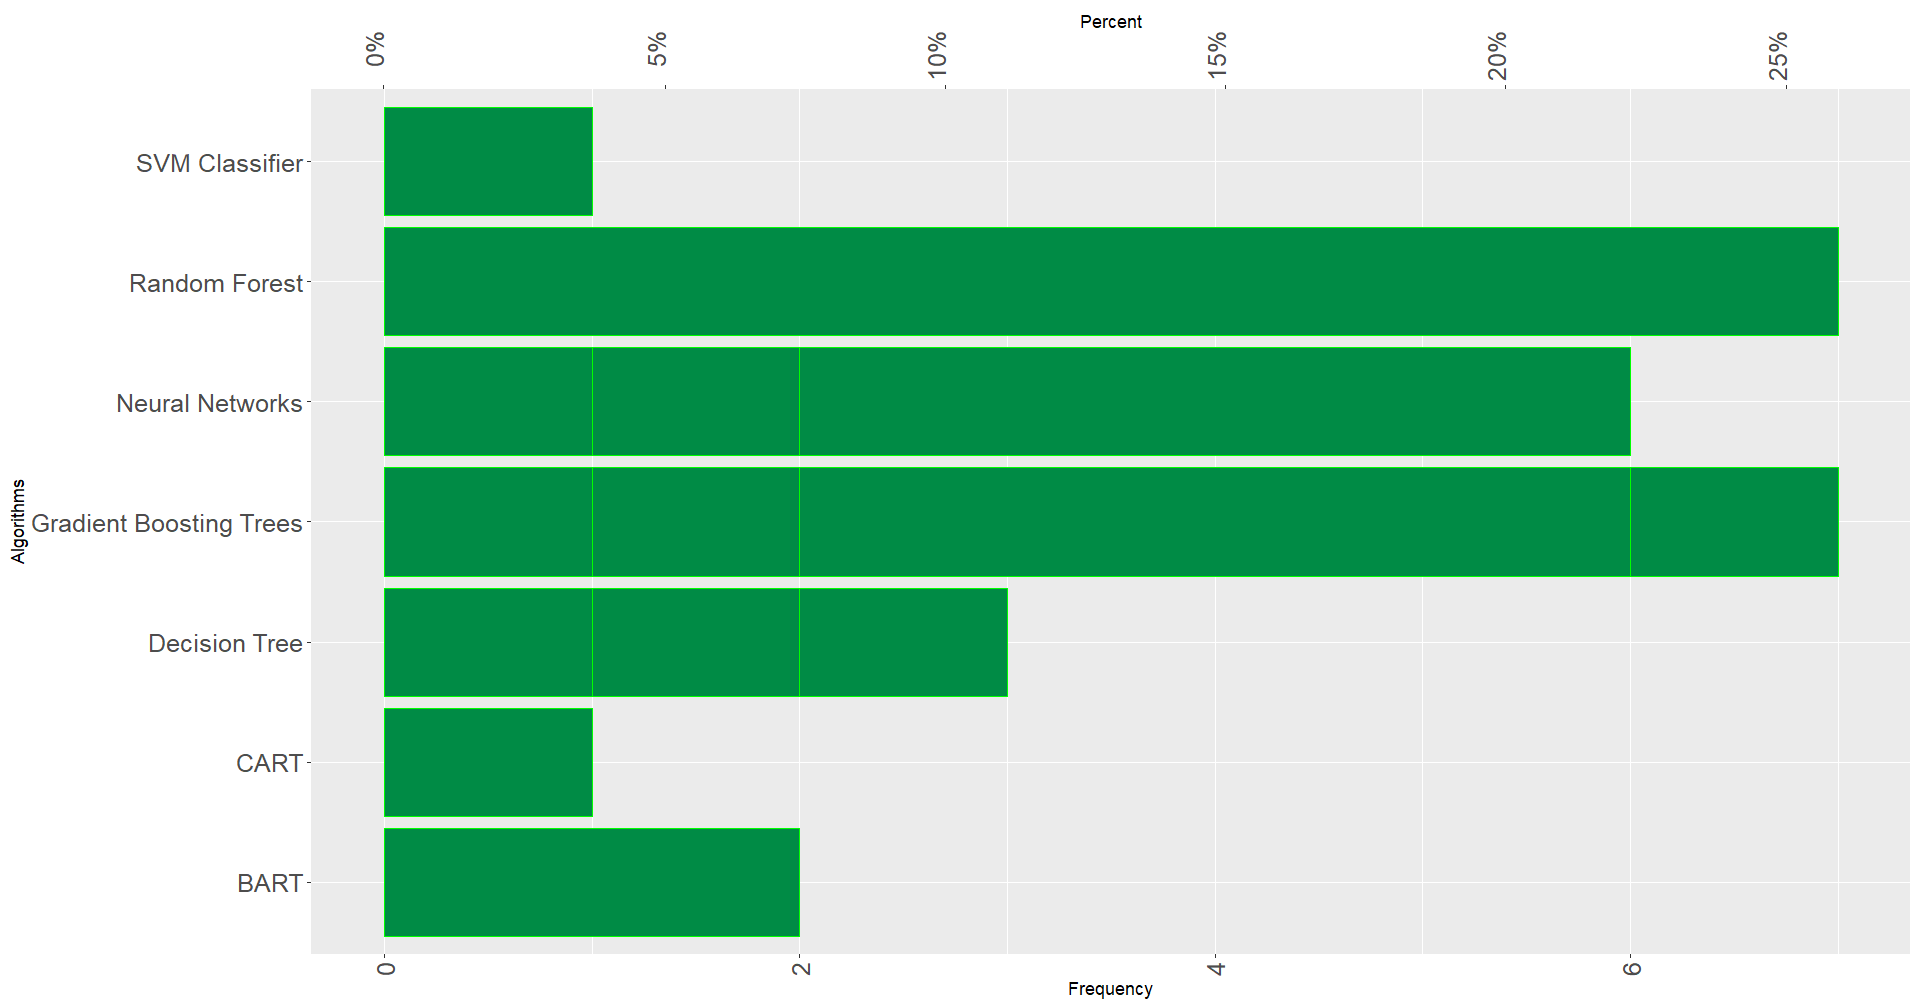 Percent
0% 5% 10% 15% 20% 25%
SVM Classifier
Random Forest
Neural Networks
Gradient Boosting Trees
Decision Tree
CART
BART
Algorithms
0 2 4 6
Frequency